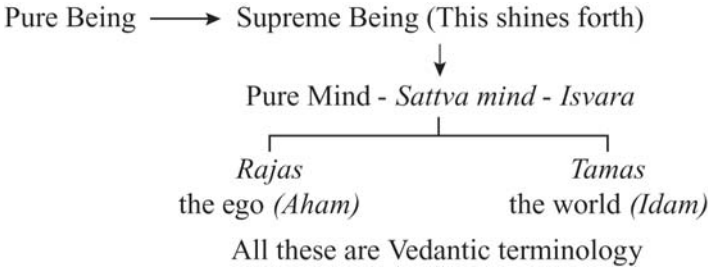 Pure Being Supreme Being (This shines forth)
Pure Mind - Sattva mind - Isvara
Rajas Tamas
the ego (Aham) the world (Idam)
All these are Vedantic terminology